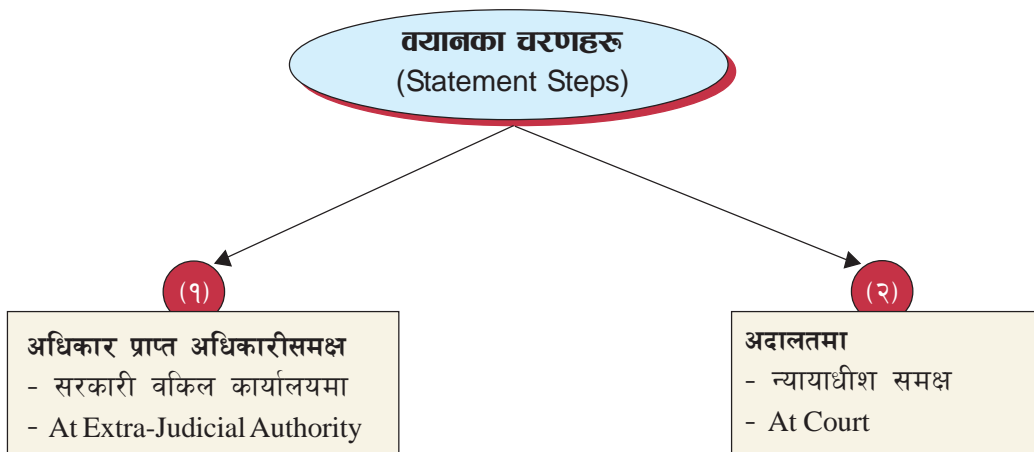 वयानका चरणहरू
(Statement Steps)
(१)
अधिकार प्राप्त अधिकारीसमक्ष
- सरकारी वकिल कार्यालयमा
- At Extra-Judicial Authority
(२)
अदालतमा
- न्यायाधीश समक्ष
- At Court